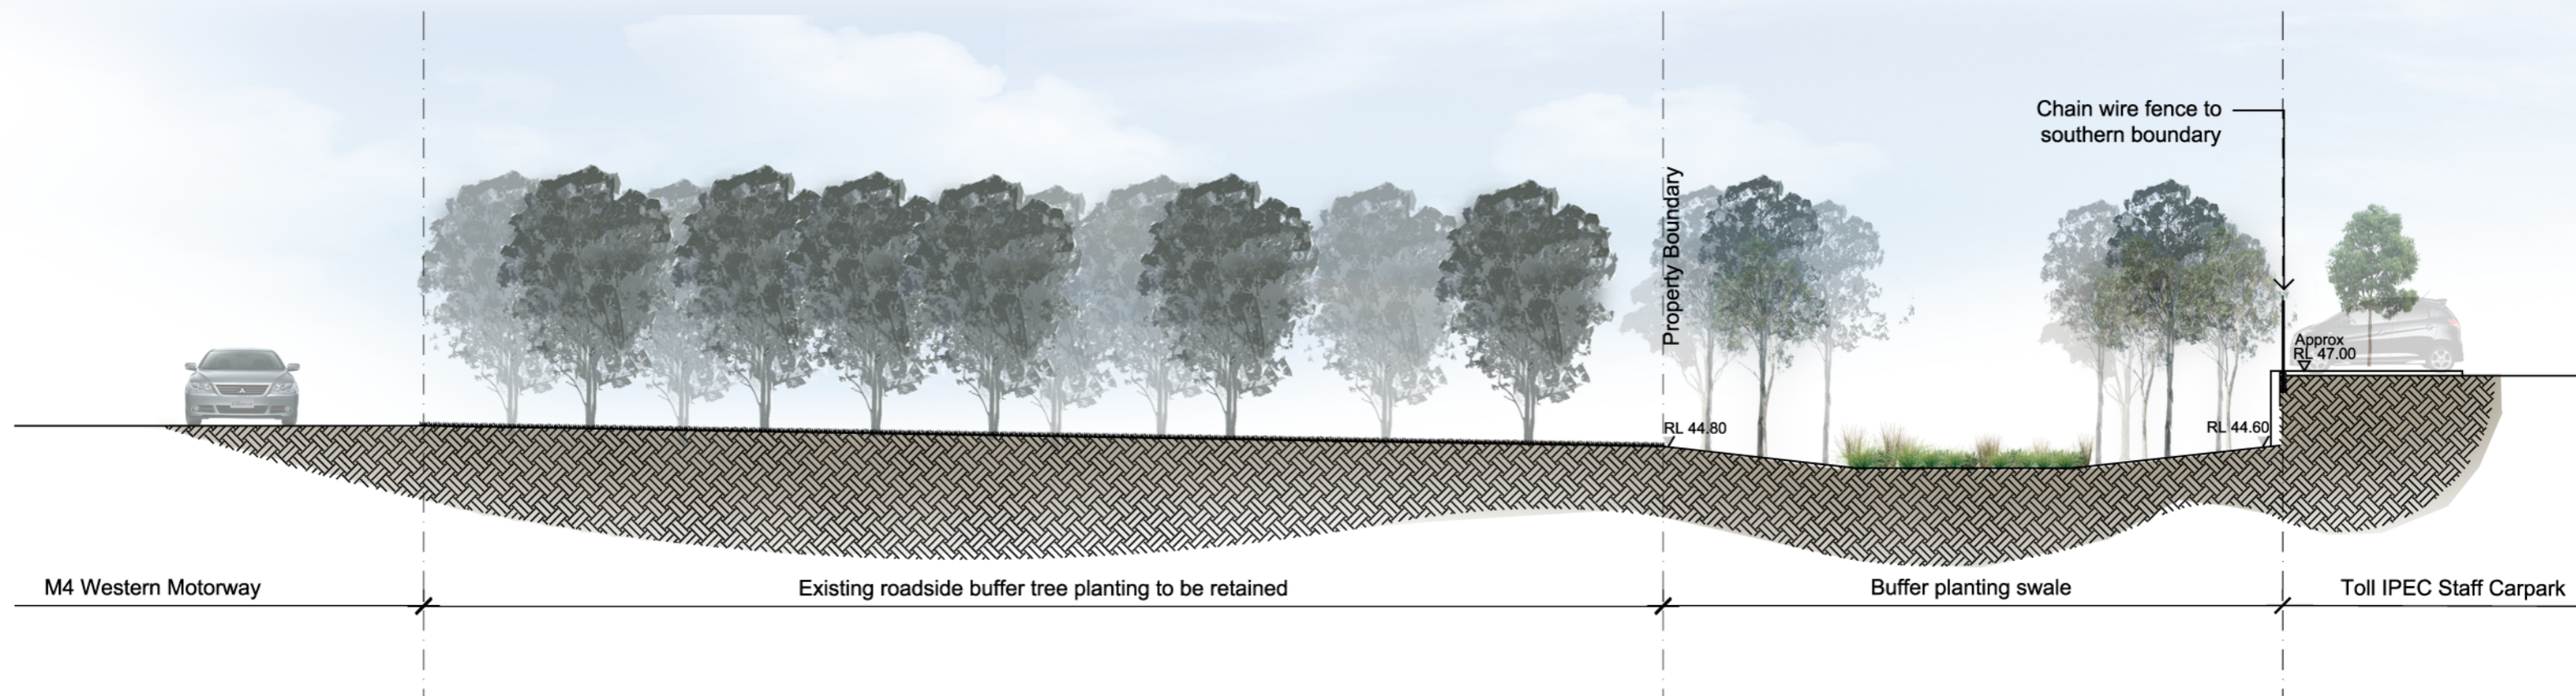 Chain wire fence to
southern boundary
Property Boundary
Approx
RL 47.00
RL 44.80
RL 44.60
M4 Western Motorway
Existing roadside buffer tree planting to be retained
Buffer planting swale
Toll IPEC Staff Carpark